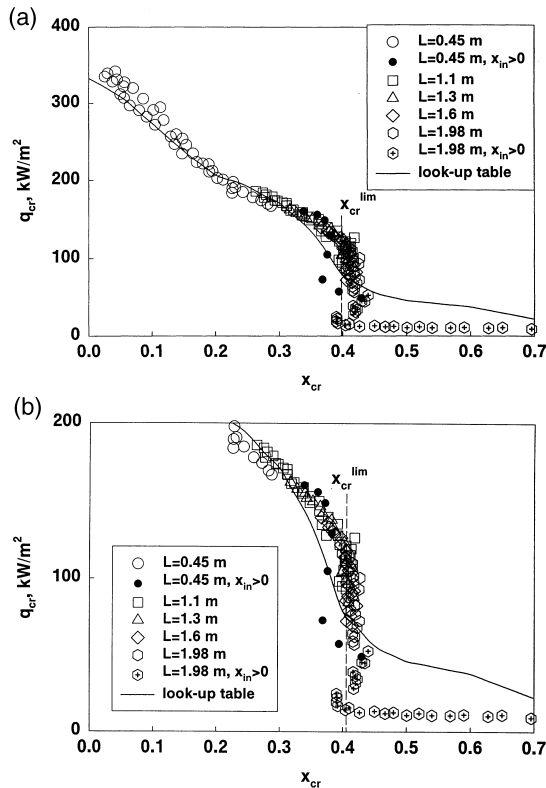 (a)
400
300
200
100
0
q_cr, kW/m²
L=0.45 m
L=0.45 m, x_in>0
L=1.1 m
L=1.3 m
L=1.6 m
L=1.98 m
L=1.98 m, x_in>0
look-up table
x_cr^lim
0.0 0.1 0.2 0.3 0.4 0.5 0.6 0.7
x_cr
(b)
200
100
0
q_cr, kW/m²
x_cr^lim
L=0.45 m
L=0.45 m, x_in>0
L=1.1 m
L=1.3 m
L=1.6 m
L=1.98 m
L=1.98 m, x_in>0
look-up table
0.0 0.1 0.2 0.3 0.4 0.5 0.6 0.7
x_cr